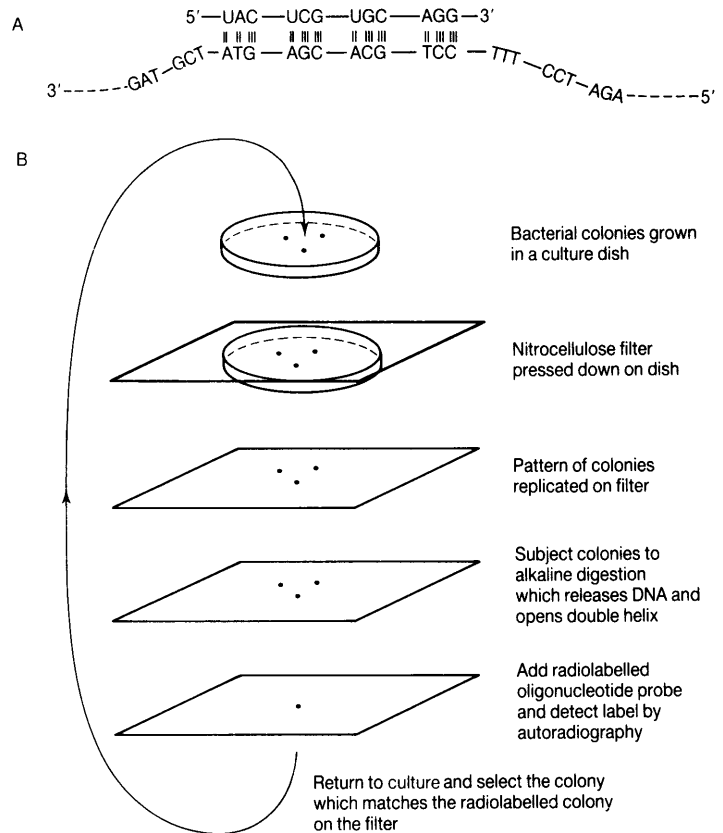 A
5′—UAC—UCG—UGC—AGG—3′
3′-----GAT—GCT—ATG—AGC—ACG—TCC—TTT—CCT—AGA------5′
B
Bacterial colonies grown
in a culture dish
Nitrocellulose filter
pressed down on dish
Pattern of colonies
replicated on filter
Subject colonies to
alkaline digestion
which releases DNA and
opens double helix
Add radiolabelled
oligonucleotide probe
and detect label by
autoradiography
Return to culture and select the colony
which matches the radiolabelled colony
on the filter